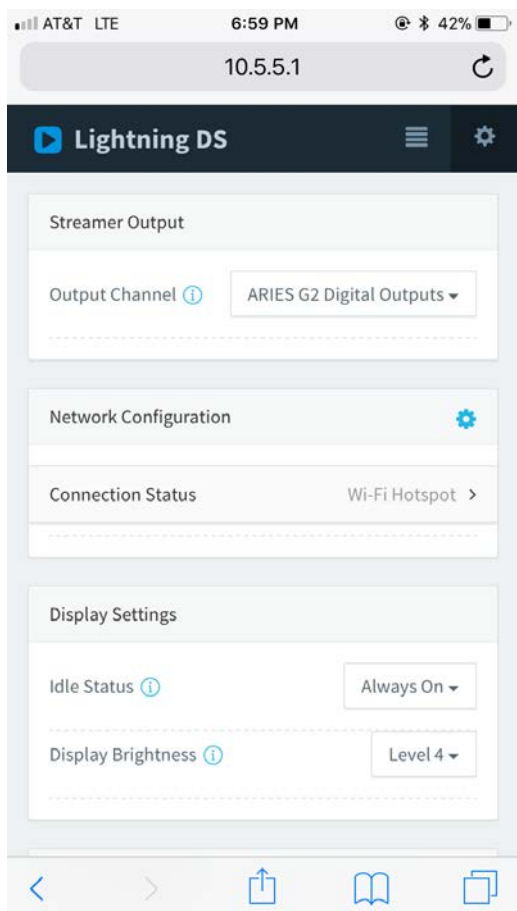 AT&T LTE 6:59 PM 42%
10.5.5.1
Lightning DS
Streamer Output
Output Channel ARIES G2 Digital Outputs
Network Configuration
Connection Status Wi-Fi Hotspot
Display Settings
Idle Status Always On
Display Brightness Level 4